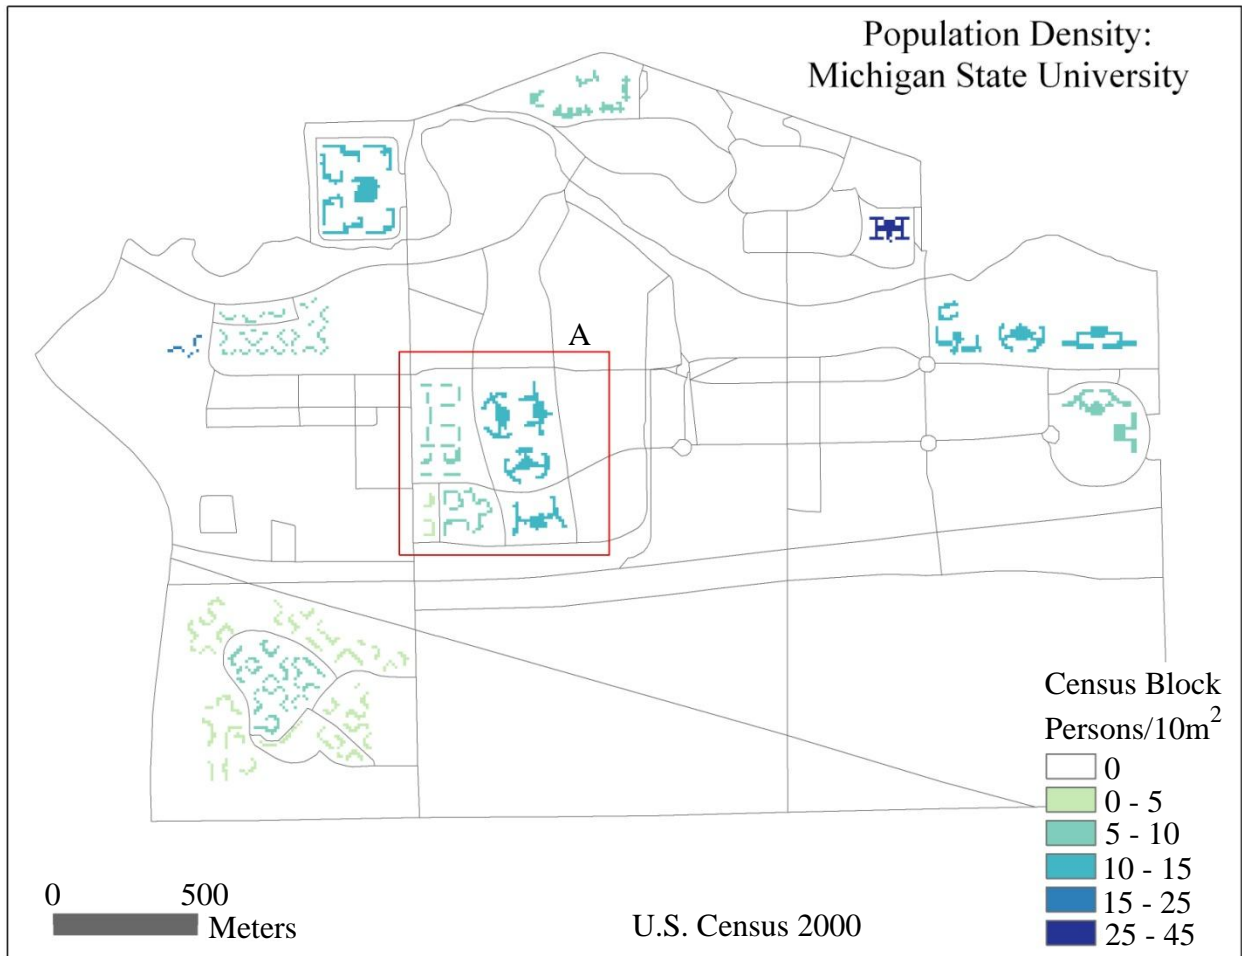 Population Density:
Michigan State University
A
Census Block
Persons/10m²
0
0 - 5
5 - 10
10 - 15
15 - 25
25 - 45
0 500
Meters
U.S. Census 2000